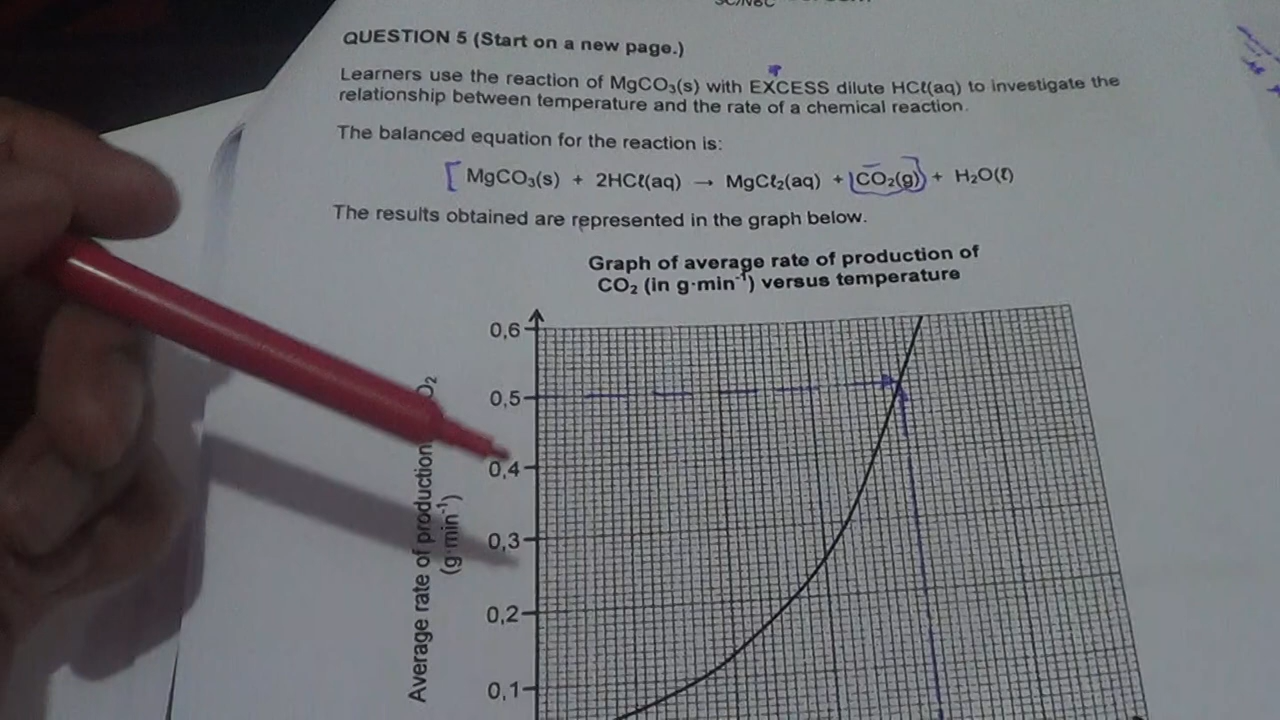 QUESTION 5 (Start on a new page.)
Learners use the reaction of MgCO₃(s) with EXCESS dilute HCℓ(aq) to investigate the
relationship between temperature and the rate of a chemical reaction.
The balanced equation for the reaction is:
MgCO₃(s) + 2HCℓ(aq) → MgCℓ₂(aq) + CO₂(g) + H₂O(ℓ)
The results obtained are represented in the graph below.
Graph of average rate of production of
CO₂ (in g·min⁻¹) versus temperature
0,6
0,5
0,4
0,3
0,2
0,1
Average rate of production O₂
(g·min⁻¹)